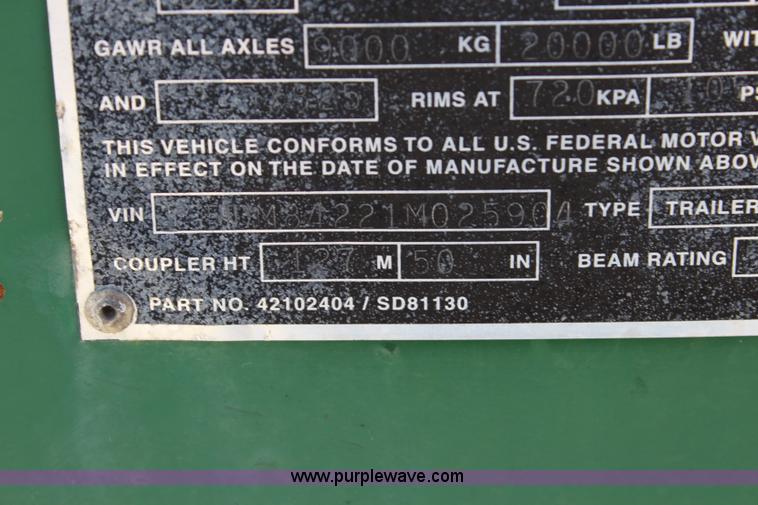 GAWR ALL AXLES 9000 KG 20000 LB WIT
AND RIMS AT 720 KPA PS
THIS VEHICLE CONFORMS TO ALL U.S. FEDERAL MOTOR V
IN EFFECT ON THE DATE OF MANUFACTURE SHOWN ABOV
VIN TYPE TRAILER
COUPLER HT 127 M 50 IN BEAM RATING
PART NO. 42102404 / SD81130
www.purplewave.com